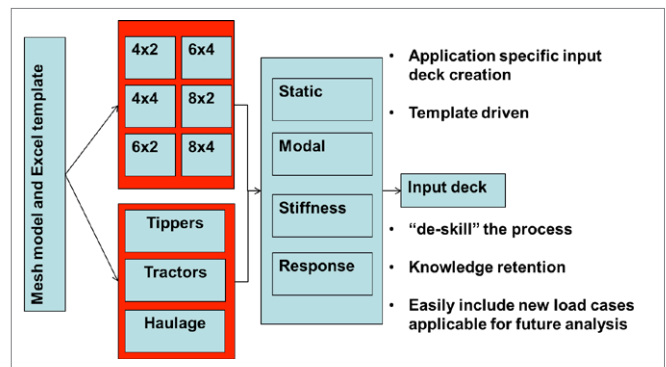 Mesh model and Excel template
4x2 6x4
4x4 8x2
6x2 8x4
Tippers
Tractors
Haulage
Static
Modal
Stiffness
Response
• Application specific input
deck creation
• Template driven
Input deck
• “de-skill” the process
• Knowledge retention
• Easily include new load cases
applicable for future analysis